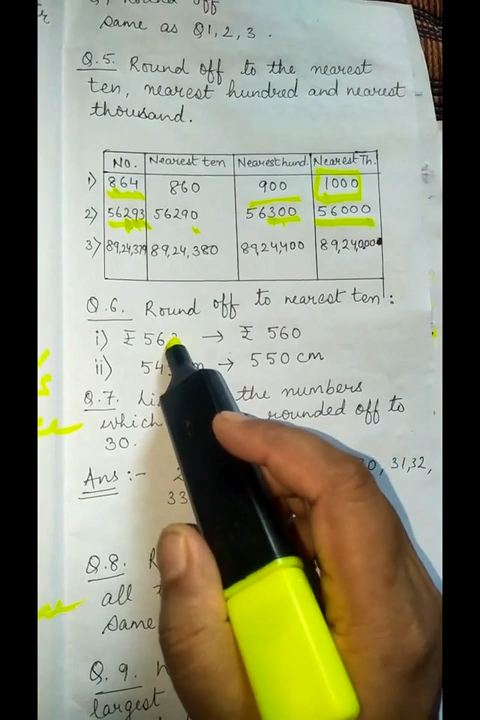 same as Q1, 2, 3 .
Q.5. Round off to the nearest
ten, nearest hundred and nearest
thousand.
No. Nearest ten Nearest hund. Nearest Th.
1) 864 860 900 1000
2) 56293 56290 56300 56000
3) 89,24,379 89,24,380 8924,400 89,24,000
Q.6. Round off to nearest ten :
i) ₹ 56 → ₹ 560
ii) 54 m → 550 cm
Q.7. the numbers
which rounded off to
30.
Ans :- 31, 32,
33
Q.8.
all
same
Q. 9.
largest